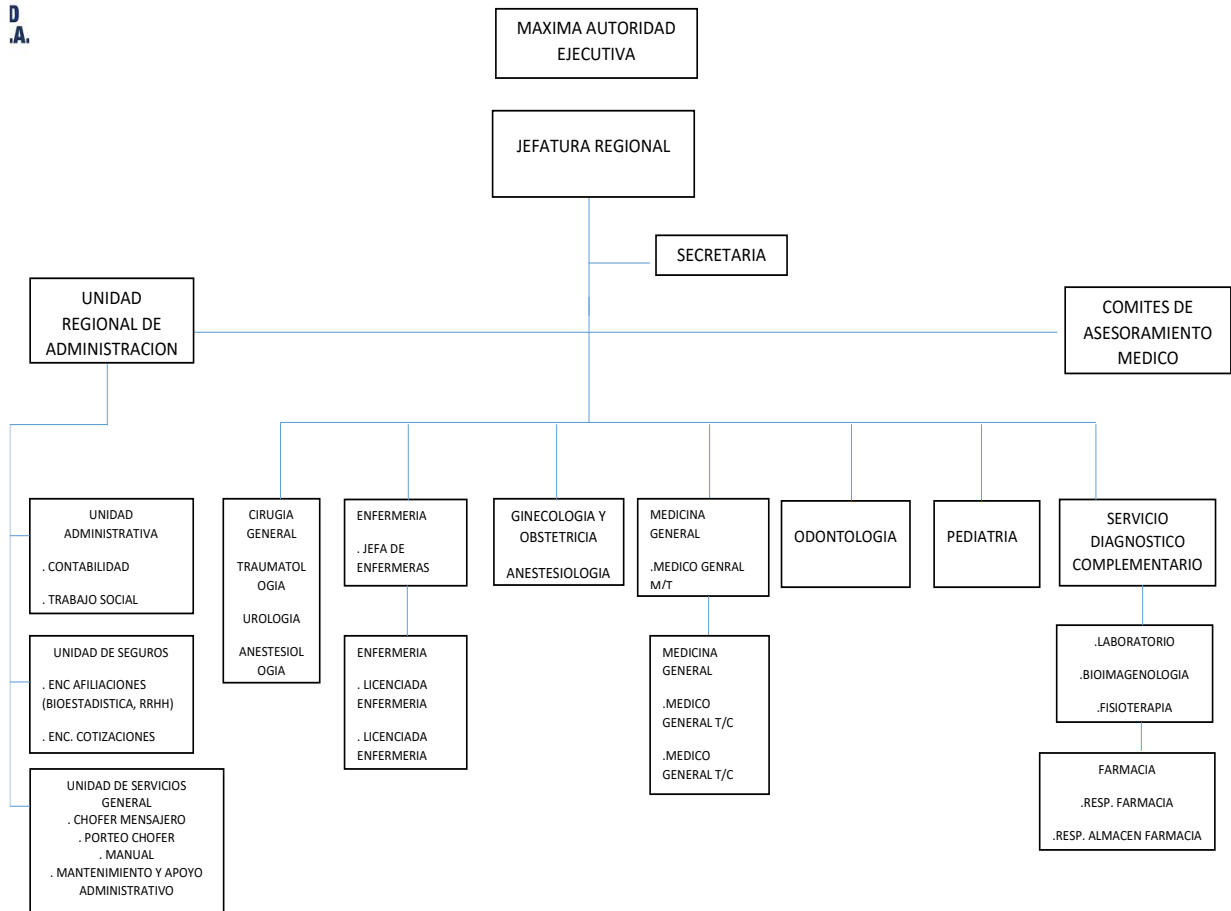 D
.A.
MAXIMA AUTORIDAD
EJECUTIVA
JEFATURA REGIONAL
SECRETARIA
UNIDAD
REGIONAL DE
ADMINISTRACION
COMITES DE
ASESORAMIENTO
MEDICO
UNIDAD
ADMINISTRATIVA
. CONTABILIDAD
. TRABAJO SOCIAL
CIRUGIA
GENERAL
TRAUMATOL
OGIA
UROLOGIA
ANESTESIOL
OGIA
ENFERMERIA
. JEFA DE
ENFERMERAS
GINECOLOGIA Y
OBSTETRICIA
ANESTESIOLOGIA
MEDICINA
GENERAL
.MEDICO GENRAL
M/T
ODONTOLOGIA
PEDIATRIA
SERVICIO
DIAGNOSTICO
COMPLEMENTARIO
UNIDAD DE SEGUROS
. ENC AFILIACIONES
(BIOESTADISTICA, RRHH)
. ENC. COTIZACIONES
ENFERMERIA
. LICENCIADA
ENFERMERIA
. LICENCIADA
ENFERMERIA
MEDICINA
GENERAL
.MEDICO
GENERAL T/C
.MEDICO
GENERAL T/C
.LABORATORIO
.BIOIMAGENOLOGIA
.FISIOTERAPIA
UNIDAD DE SERVICIOS
GENERAL
. CHOFER MENSAJERO
. PORTEO CHOFER
. MANUAL
. MANTENIMIENTO Y APOYO
ADMINISTRATIVO
FARMACIA
.RESP. FARMACIA
.RESP. ALMACEN FARMACIA